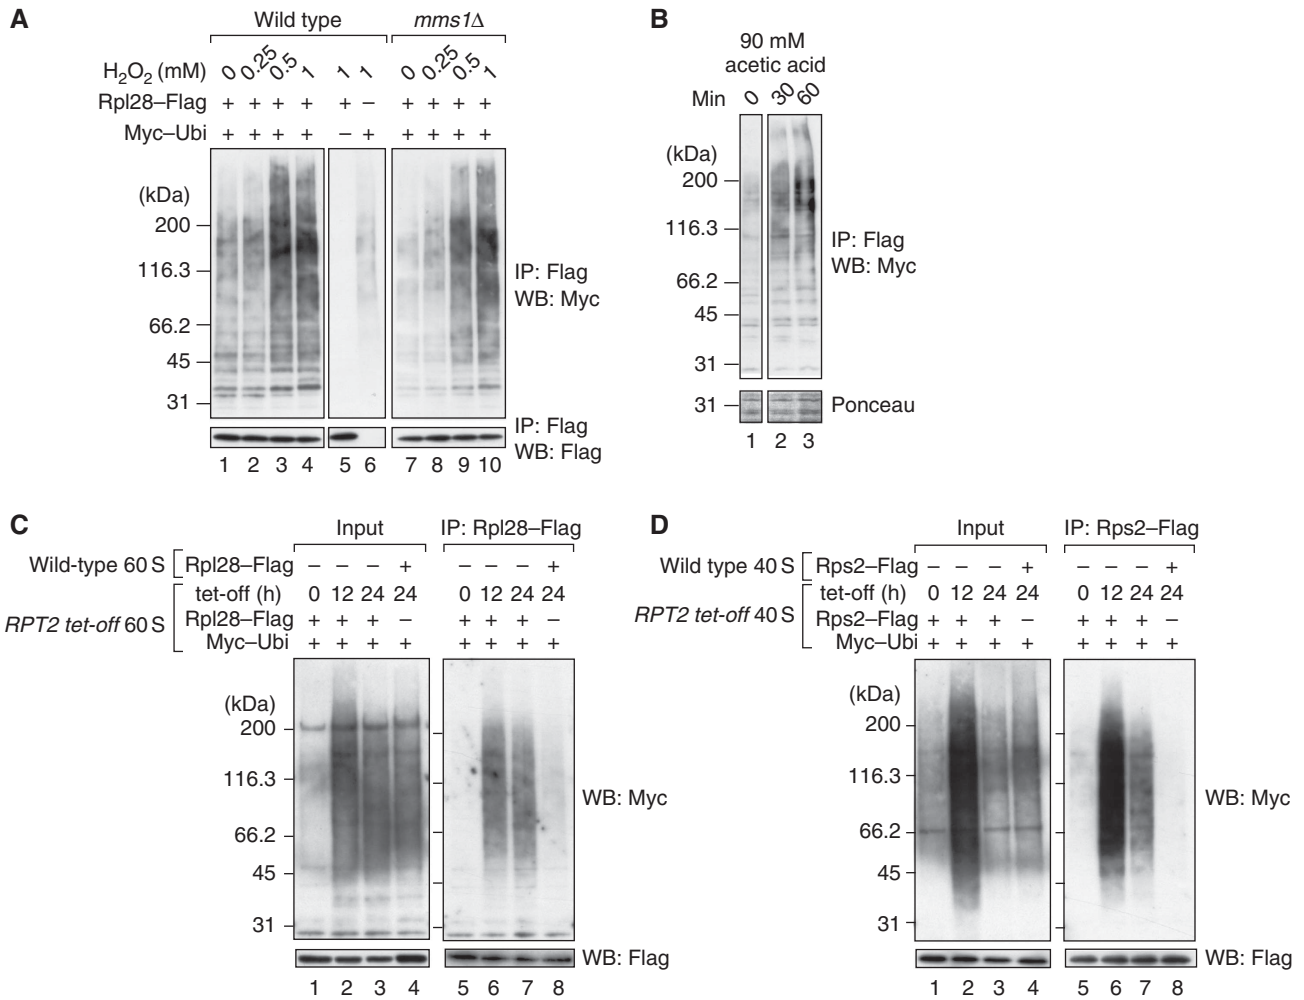 A
Wild type
mms1Δ
H₂O₂ (mM) 0 0.25 0.5 1 1 1 0 0.25 0.5 1
Rpl28–Flag + + + + + – + + + +
Myc–Ubi + + + + – + + + + +
(kDa)
200
116.3
66.2
45
31
IP: Flag
WB: Myc
IP: Flag
WB: Flag
1 2 3 4 5 6 7 8 9 10
B
90 mM
acetic acid
Min 0 30 60
(kDa)
200
116.3
66.2
45
31
IP: Flag
WB: Myc
31
Ponceau
1 2 3
C
Input
IP: Rpl28–Flag
Wild-type 60 S Rpl28–Flag – – – + – – – +
tet-off (h) 0 12 24 24 0 12 24 24
RPT2 tet-off 60 S Rpl28–Flag + + + – + + + –
Myc–Ubi + + + + + + + +
(kDa)
200
116.3
66.2
45
31
WB: Myc
WB: Flag
1 2 3 4 5 6 7 8
D
Input
IP: Rps2–Flag
Wild type 40 S Rps2–Flag – – – + – – – +
tet-off (h) 0 12 24 24 0 12 24 24
RPT2 tet-off 40 S Rps2–Flag + + + – + + + –
Myc–Ubi + + + + + + + +
(kDa)
200
116.3
66.2
45
31
WB: Myc
WB: Flag
1 2 3 4 5 6 7 8